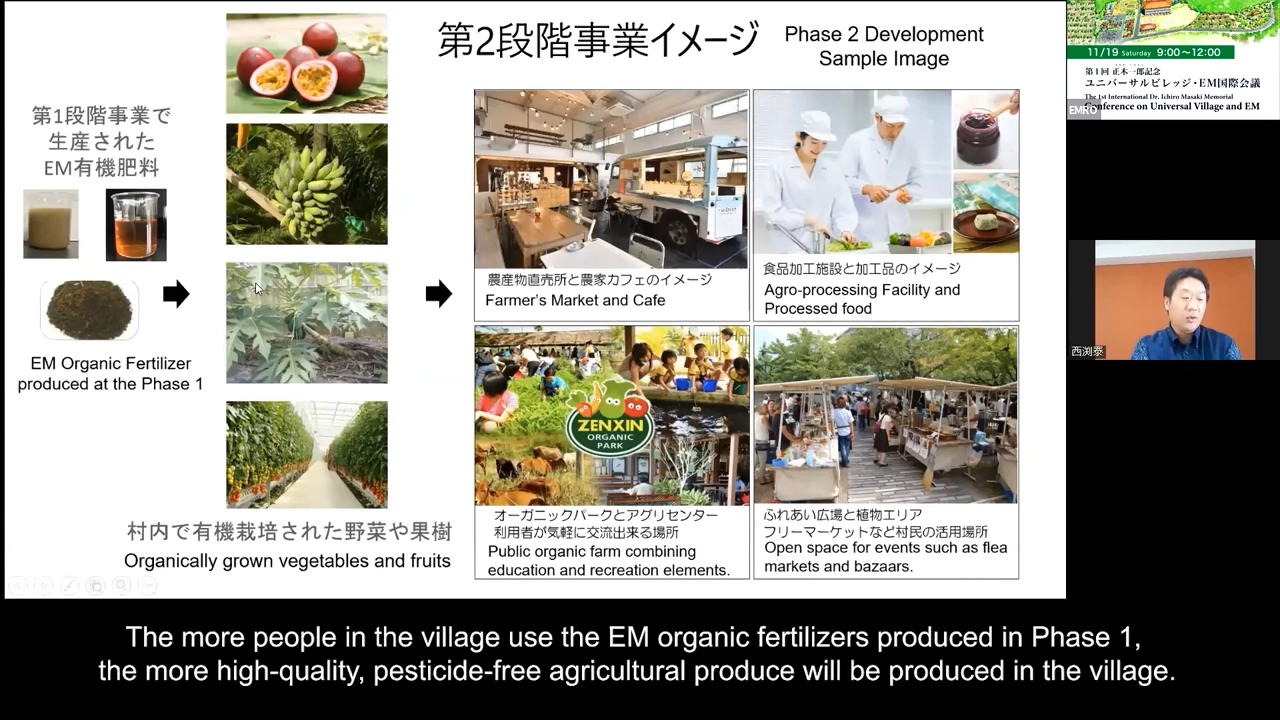 第2段階事業イメージ
Phase 2 Development
Sample Image
第1段階事業で
生産された
EM有機肥料
EM Organic Fertilizer
produced at the Phase 1
村内で有機栽培された野菜や果樹
Organically grown vegetables and fruits
農産物直売所と農家カフェのイメージ
Farmer's Market and Cafe
食品加工施設と加工品のイメージ
Agro-processing Facility and
Processed food
ZENXIN
ORGANIC
PARK
オーガニックパークとアグリセンター
利用者が気軽に交流出来る場所
Public organic farm combining
education and recreation elements.
ふれあい広場と植物エリア
フリーマーケットなど村民の活用場所
Open space for events such as flea
markets and bazaars.
11/19 Saturday 9:00～12:00
第1回 正木一郎記念
ユニバーサルビレッジ・EM国際会議
The 1st International Dr. Ichiro Masaki Memorial
Conference on Universal Village and EM
EMRO
西渕泰
The more people in the village use the EM organic fertilizers produced in Phase 1,
the more high-quality, pesticide-free agricultural produce will be produced in the village.